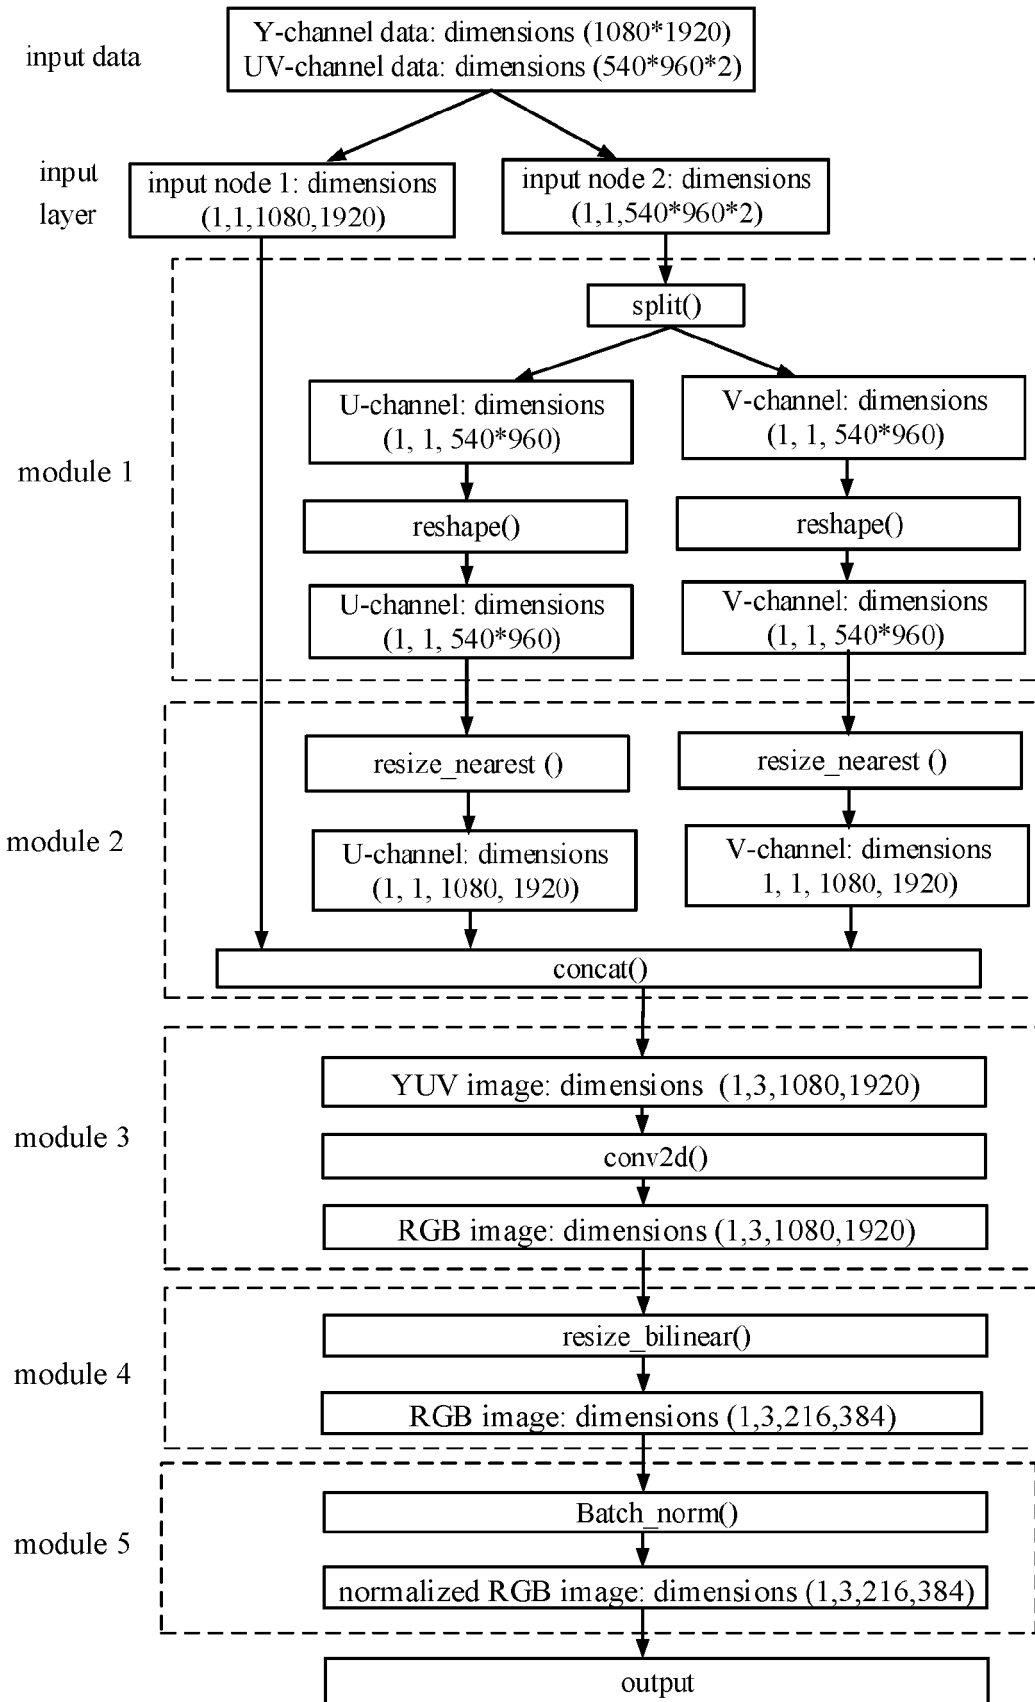 input data
Y-channel data: dimensions (1080*1920)
UV-channel data: dimensions (540*960*2)
input
layer
input node 1: dimensions
(1,1,1080,1920)
input node 2: dimensions
(1,1,540*960*2)
module 1
split()
U-channel: dimensions
(1, 1, 540*960)
V-channel: dimensions
(1, 1, 540*960)
reshape()
reshape()
U-channel: dimensions
(1, 1, 540*960)
V-channel: dimensions
(1, 1, 540*960)
module 2
resize_nearest ()
resize_nearest ()
U-channel: dimensions
(1, 1, 1080, 1920)
V-channel: dimensions
1, 1, 1080, 1920)
concat()
module 3
YUV image: dimensions (1,3,1080,1920)
conv2d()
RGB image: dimensions (1,3,1080,1920)
module 4
resize_bilinear()
RGB image: dimensions (1,3,216,384)
module 5
Batch_norm()
normalized RGB image: dimensions (1,3,216,384)
output